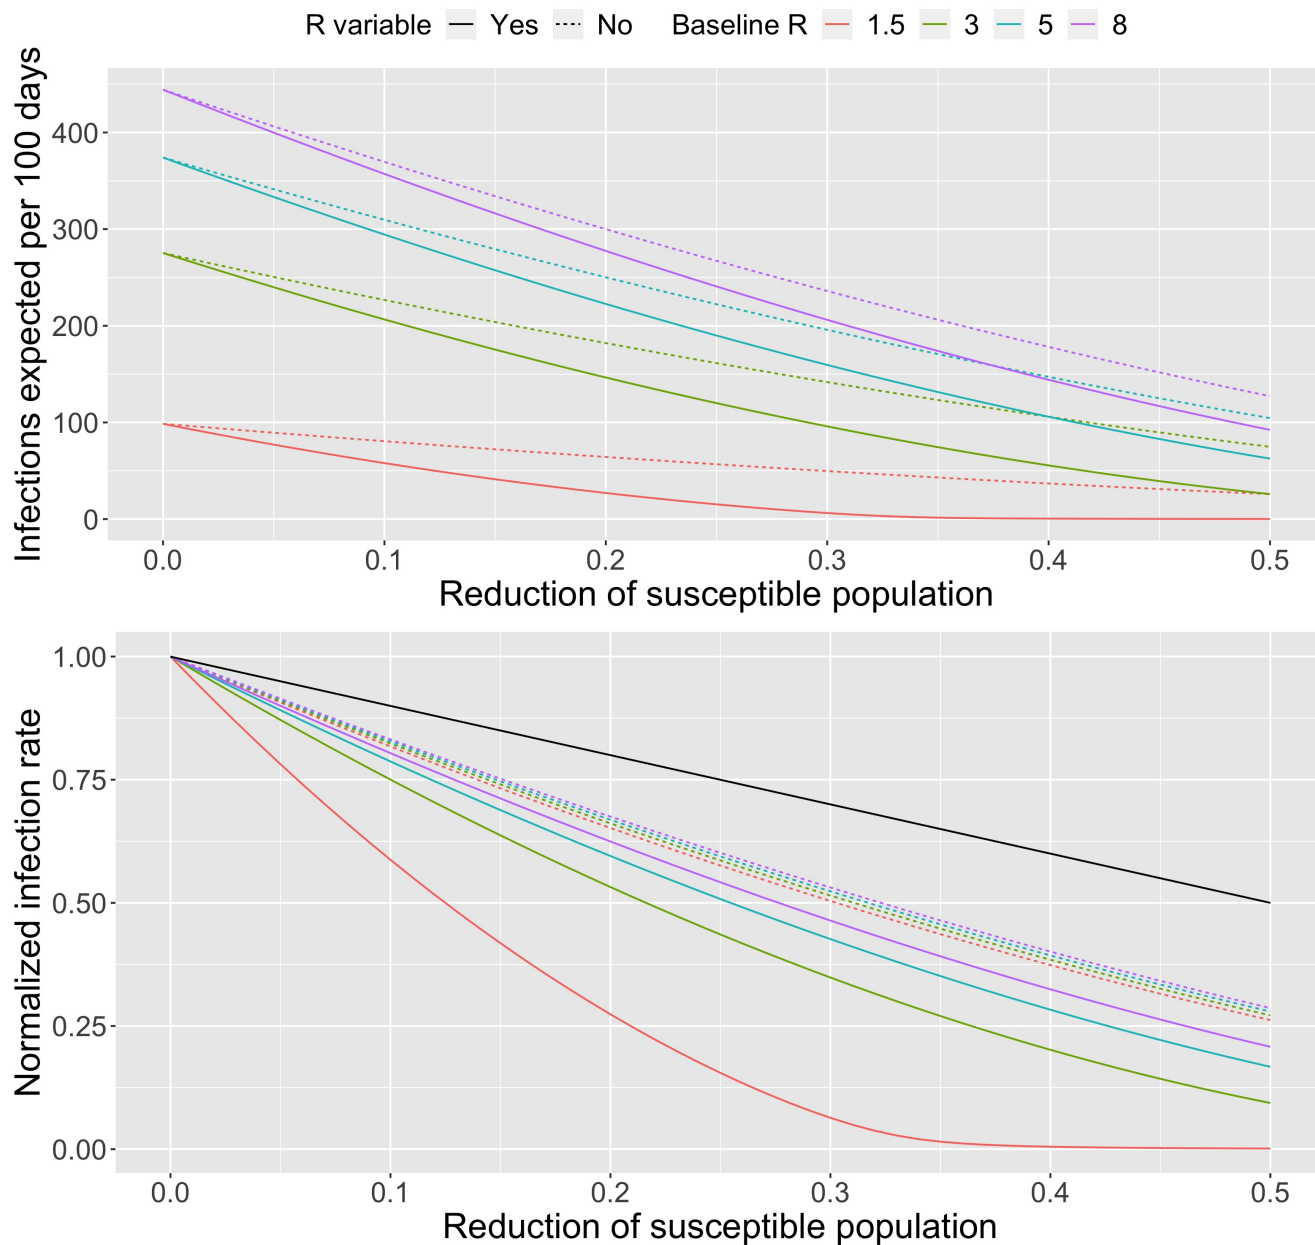 R variable Yes No Baseline R 1.5 3 5 8
Infections expected per 100 days
400
300
200
100
0
0.0 0.1 0.2 0.3 0.4 0.5
Reduction of susceptible population
Normalized infection rate
1.00
0.75
0.50
0.25
0.00
0.0 0.1 0.2 0.3 0.4 0.5
Reduction of susceptible population